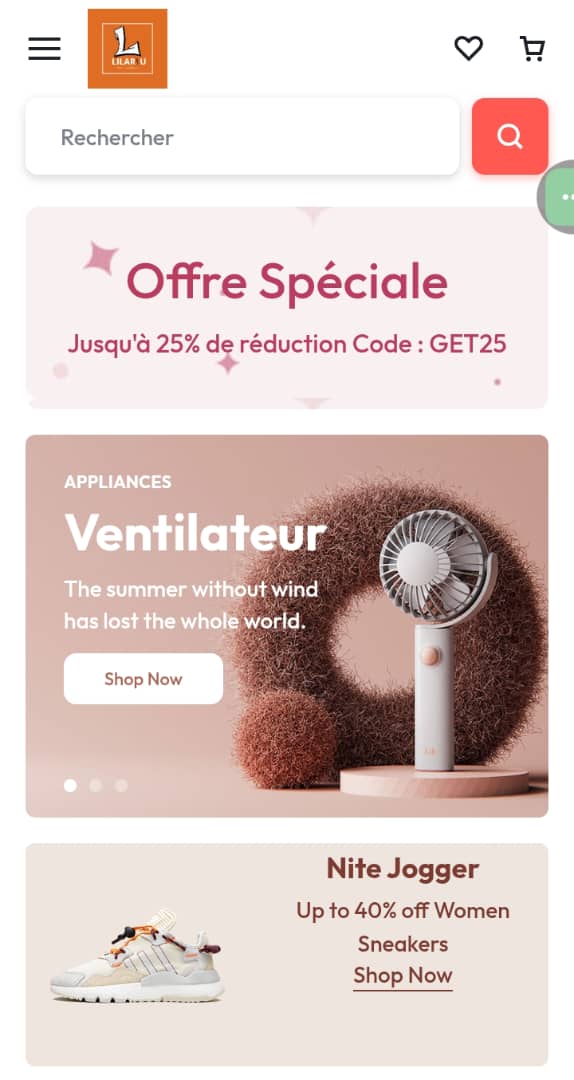 Rechercher
Offre Spéciale
Jusqu'à 25% de réduction Code : GET25
APPLIANCES
Ventilateur
The summer without wind
has lost the whole world.
Shop Now
Nite Jogger
Up to 40% off Women
Sneakers
Shop Now